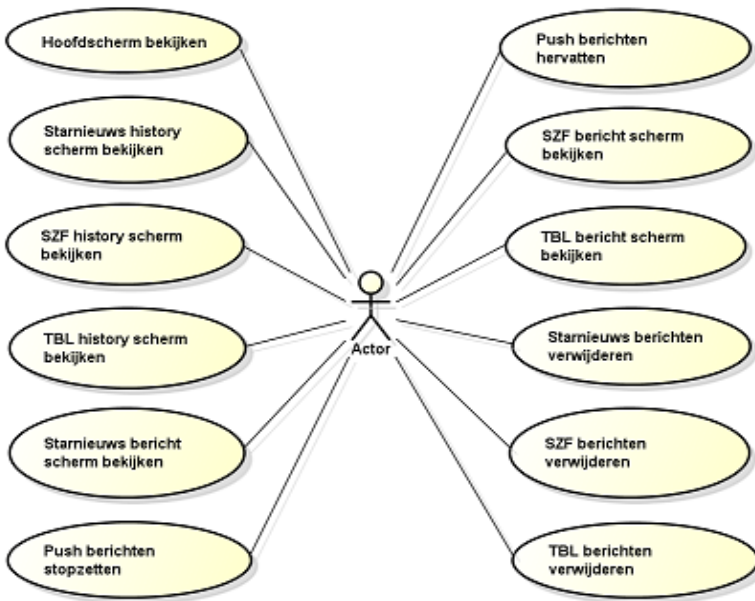 Hoofdscherm bekijken
Starnieuws history
scherm bekijken
SZF history scherm
bekijken
TBL history scherm
bekijken
Starnieuws bericht
scherm bekijken
Push berichten
stopzetten
Actor
Push berichten
hervatten
SZF bericht scherm
bekijken
TBL bericht scherm
bekijken
Starnieuws berichten
verwijderen
SZF berichten
verwijderen
TBL berichten
verwijderen